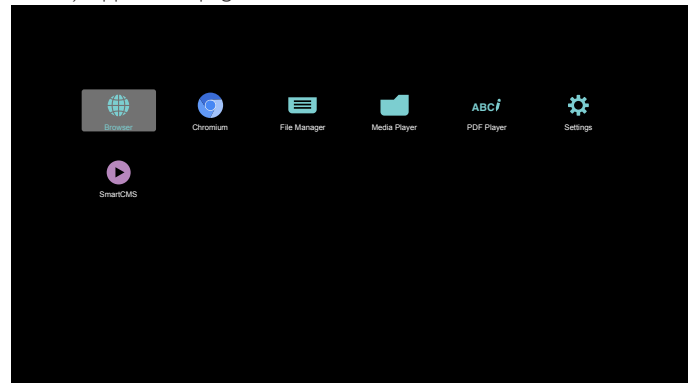 Browser
Chromium
File Manager
Media Player
ABCi
PDF Player
Settings
SmartCMS